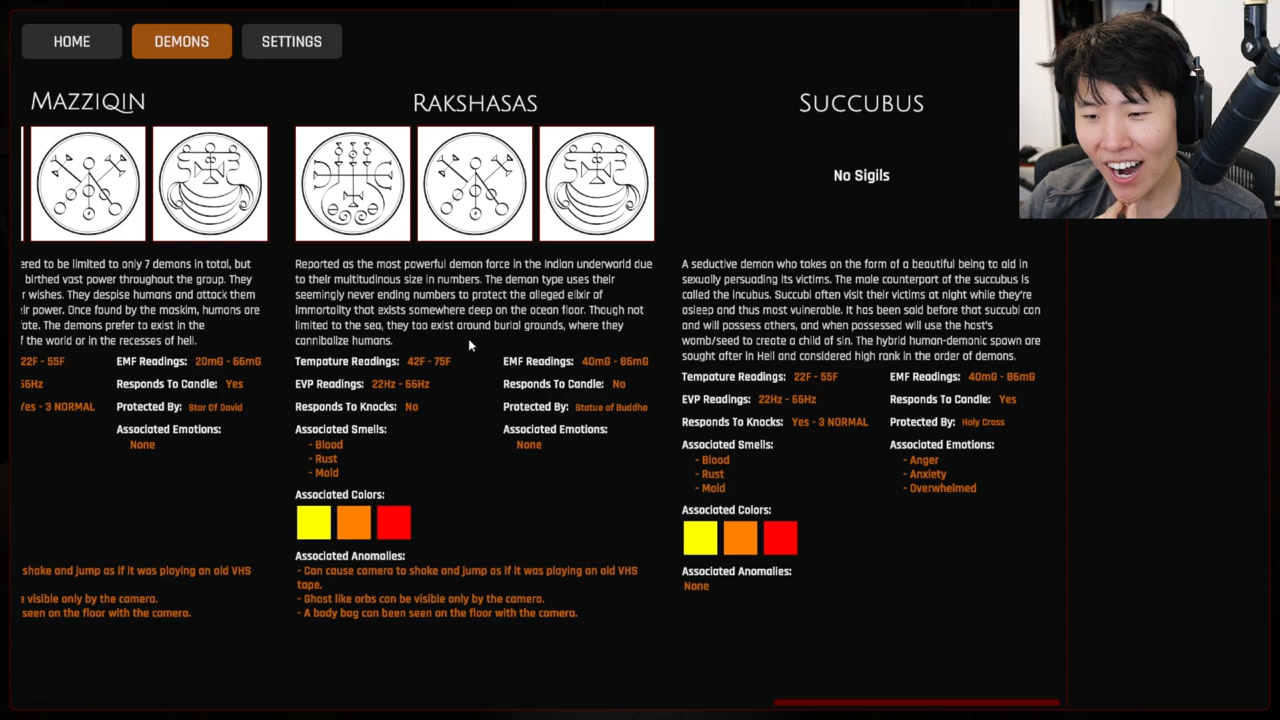 HOME
DEMONS
SETTINGS
MAZZIQIN
ered to be limited to only 7 demons in total, but
birthed vast power throughout the group. They
r wishes. They despise humans and attack them
ir power. Once found by the maskim, humans are
ate. The demons prefer to exist in the
f the world or in the recesses of hell.
22F - 55F
EMF Readings: 20mG - 66mG
56Hz
Responds To Candle: Yes
Yes - 3 NORMAL
Protected By: Star Of David
Associated Emotions:
None
shake and jump as if it was playing an old VHS
e visible only by the camera.
seen on the floor with the camera.
RAKSHASAS
Reported as the most powerful demon force in the Indian underworld due
to their multitudinous size in numbers. The demon type uses their
seemingly never ending numbers to protect the alleged elixir of
immortality that exists somewhere deep on the ocean floor. Though not
limited to the sea, they too exist around burial grounds, where they
cannibalize humans.
Tempature Readings: 42F - 75F
EMF Readings: 40mG - 86mG
EVP Readings: 22Hz - 66Hz
Responds To Candle: No
Responds To Knocks: No
Protected By: Statue of Buddha
Associated Smells:
- Blood
- Rust
- Mold
Associated Emotions:
None
Associated Colors:
Associated Anomalies:
- Can cause camera to shake and jump as if it was playing an old VHS
tape.
- Ghost like orbs can be visible only by the camera.
- A body bag can been seen on the floor with the camera.
SUCCUBUS
No Sigils
A seductive demon who takes on the form of a beautiful being to aid in
sexually persuading its victims. The male counterpart of the succubus is
called the incubus. Succubi often visit their victims at night while they're
asleep and thus most vulnerable. It has been said before that succubi can
and will possess others, and when possessed will use the host's
womb/seed to create a child of sin. The hybrid human-demonic spawn are
sought after in Hell and considered high rank in the order of demons.
Tempature Readings: 22F - 55F
EMF Readings: 40mG - 86mG
EVP Readings: 22Hz - 66Hz
Responds To Candle: Yes
Responds To Knocks: Yes - 3 NORMAL
Protected By: Holy Cross
Associated Smells:
- Blood
- Rust
- Mold
Associated Emotions:
- Anger
- Anxiety
- Overwhelmed
Associated Colors:
Associated Anomalies:
None